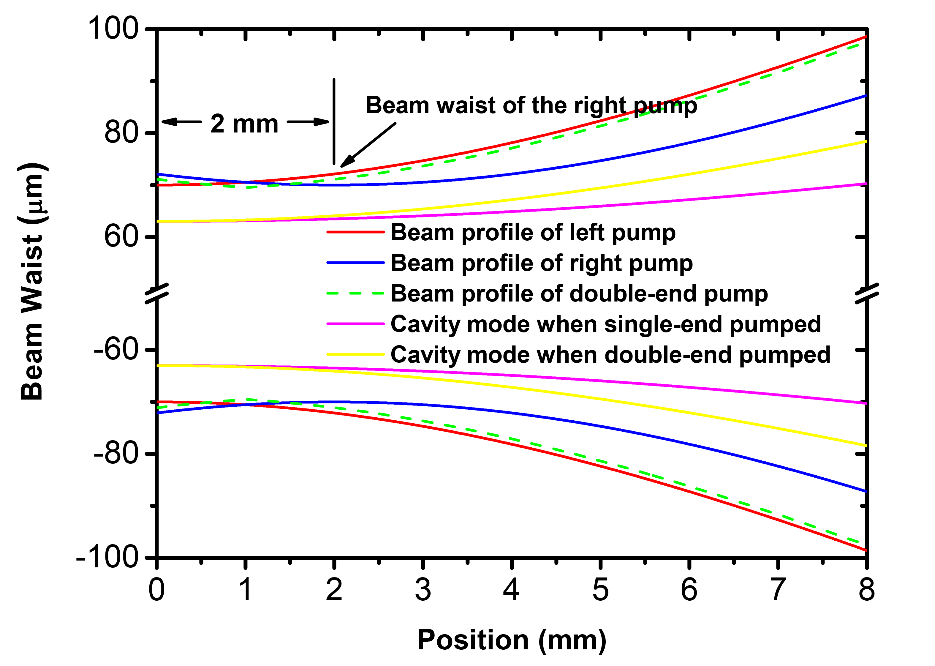 100
80
60
-60
-80
-100
Beam Waist (μm)
2 mm
Beam waist of the right pump
Beam profile of left pump
Beam profile of right pump
Beam profile of double-end pump
Cavity mode when single-end pumped
Cavity mode when double-end pumped
0 1 2 3 4 5 6 7 8
Position (mm)